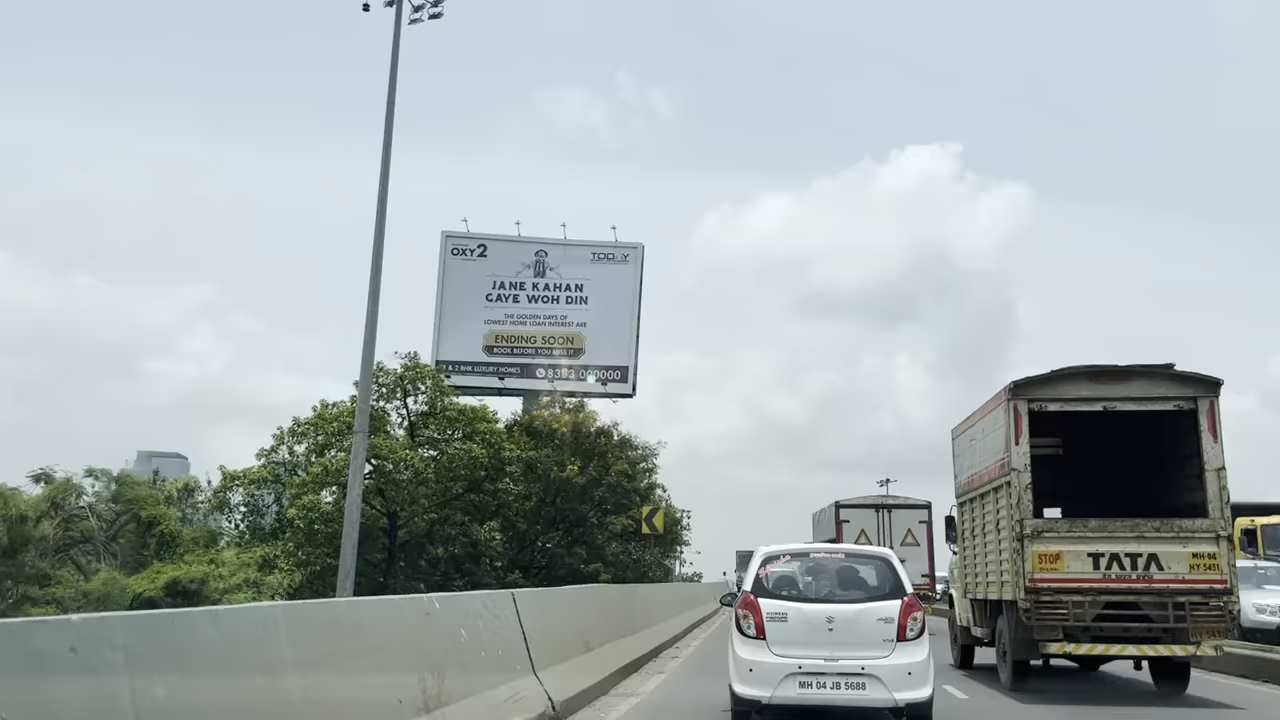 OXY2
TODAY
JANE KAHAN
GAYE WOH DIN
THE GOLDEN DAYS OF
LOWEST HOME LOAN INTEREST ARE
ENDING SOON
BOOK BEFORE YOU MISS IT
& 2 BHK LUXURY HOMES
8383 000000
STOP
TATA
MH-04
HY 5451
MH 04 JB 5688